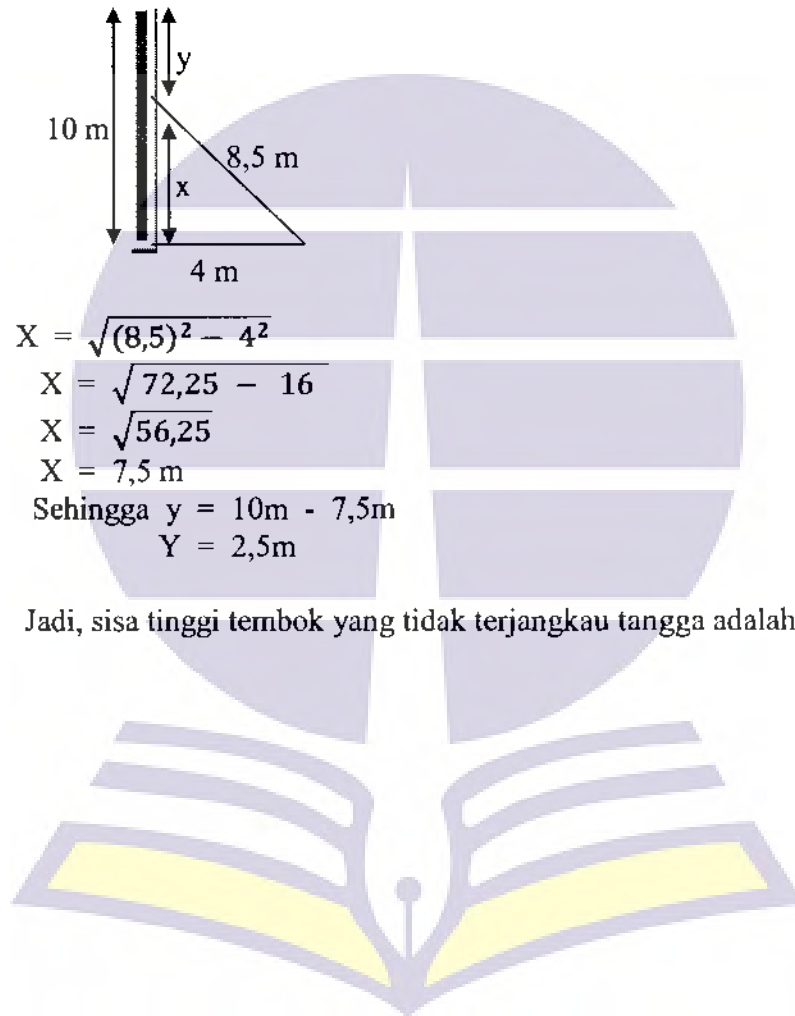 y
10 m
8,5 m
x
4 m
X = √(8,5)² – 4²
X = √72,25 – 16
X = √56,25
X = 7,5 m
Sehingga y = 10m - 7,5m
Y = 2,5m
Jadi, sisa tinggi tembok yang tidak terjangkau tangga adalah